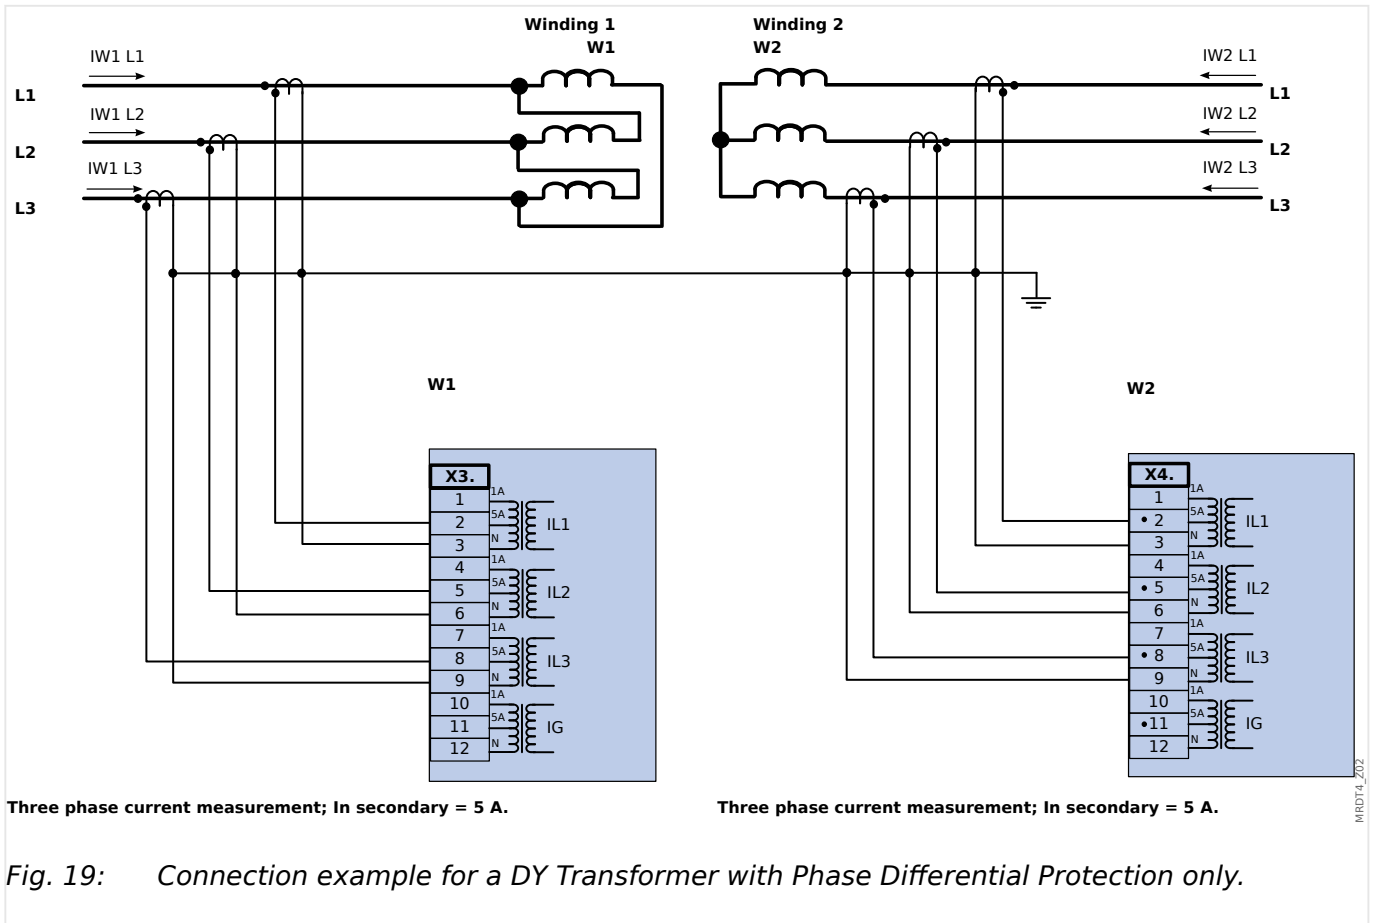 Winding 1
W1
Winding 2
W2
IW1 L1
L1
IW1 L2
L2
IW1 L3
L3
IW2 L1
L1
IW2 L2
L2
IW2 L3
L3
W1
X3.
1
2
3
4
5
6
7
8
9
10
11
12
1A
5A
N
IL1
1A
5A
N
IL2
1A
5A
N
IL3
1A
5A
N
IG
W2
X4.
1
2
3
4
5
6
7
8
9
10
11
12
1A
5A
N
IL1
1A
5A
N
IL2
1A
5A
N
IL3
1A
5A
N
IG
MRDT4_Z02
Three phase current measurement; In secondary = 5 A.
Three phase current measurement; In secondary = 5 A.
Fig. 19: Connection example for a DY Transformer with Phase Differential Protection only.